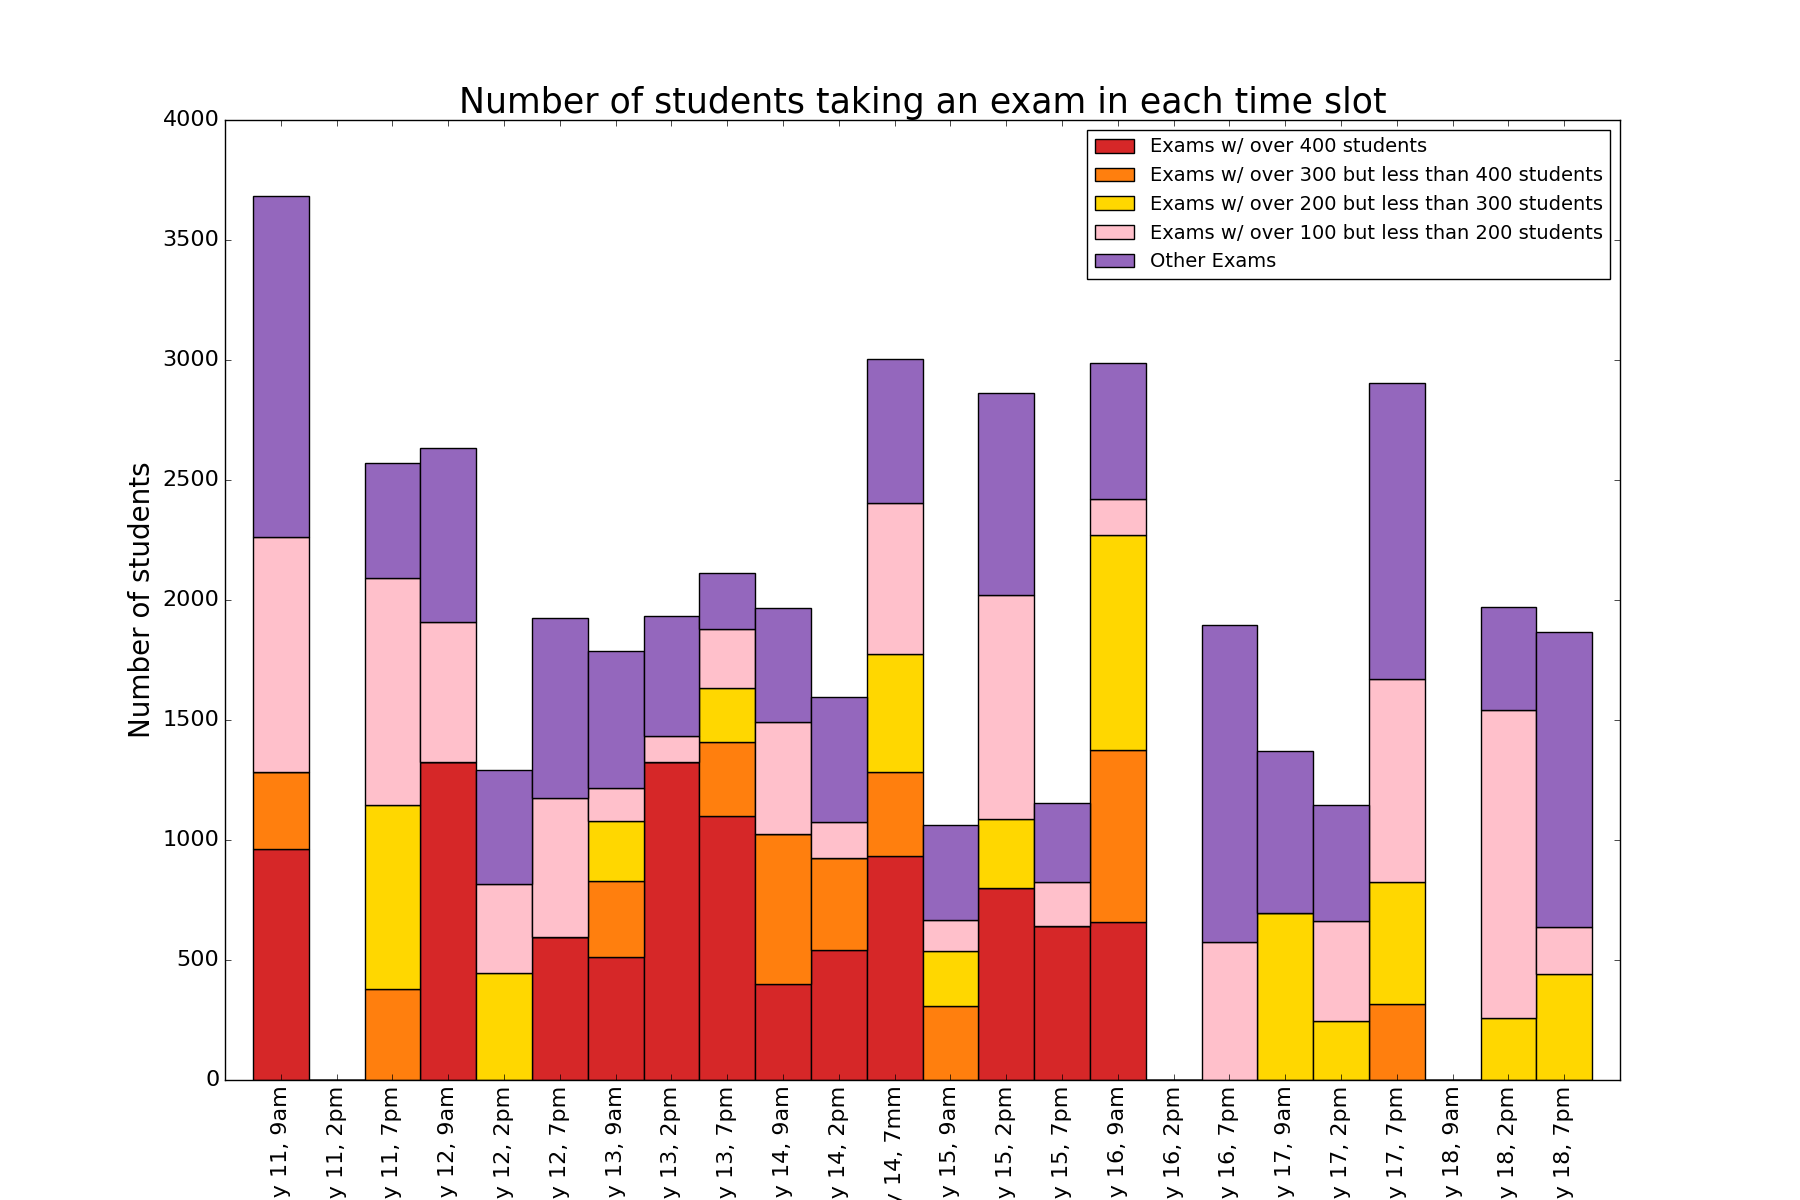 Number of students taking an exam in each time slot
Exams w/ over 400 students
Exams w/ over 300 but less than 400 students
Exams w/ over 200 but less than 300 students
Exams w/ over 100 but less than 200 students
Other Exams
Number of students
4000
3500
3000
2500
2000
1500
1000
500
0
y 11, 9am
y 11, 2pm
y 11, 7pm
y 12, 9am
y 12, 2pm
y 12, 7pm
y 13, 9am
y 13, 2pm
y 13, 7pm
y 14, 9am
y 14, 2pm
y 14, 7mm
y 15, 9am
y 15, 2pm
y 15, 7pm
y 16, 9am
y 16, 2pm
y 16, 7pm
y 17, 9am
y 17, 2pm
y 17, 7pm
y 18, 9am
y 18, 2pm
y 18, 7pm